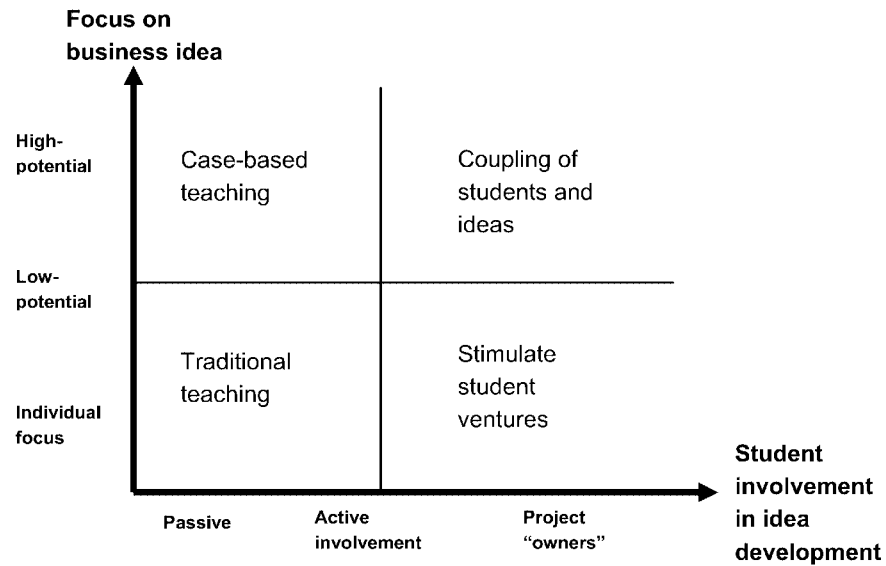 Focus on
business idea
High-
potential
Case-based
teaching
Coupling of
students and
ideas
Low-
potential
Traditional
teaching
Stimulate
student
ventures
Individual
focus
Student
involvement
in idea
development
Passive
Active
involvement
Project
“owners”